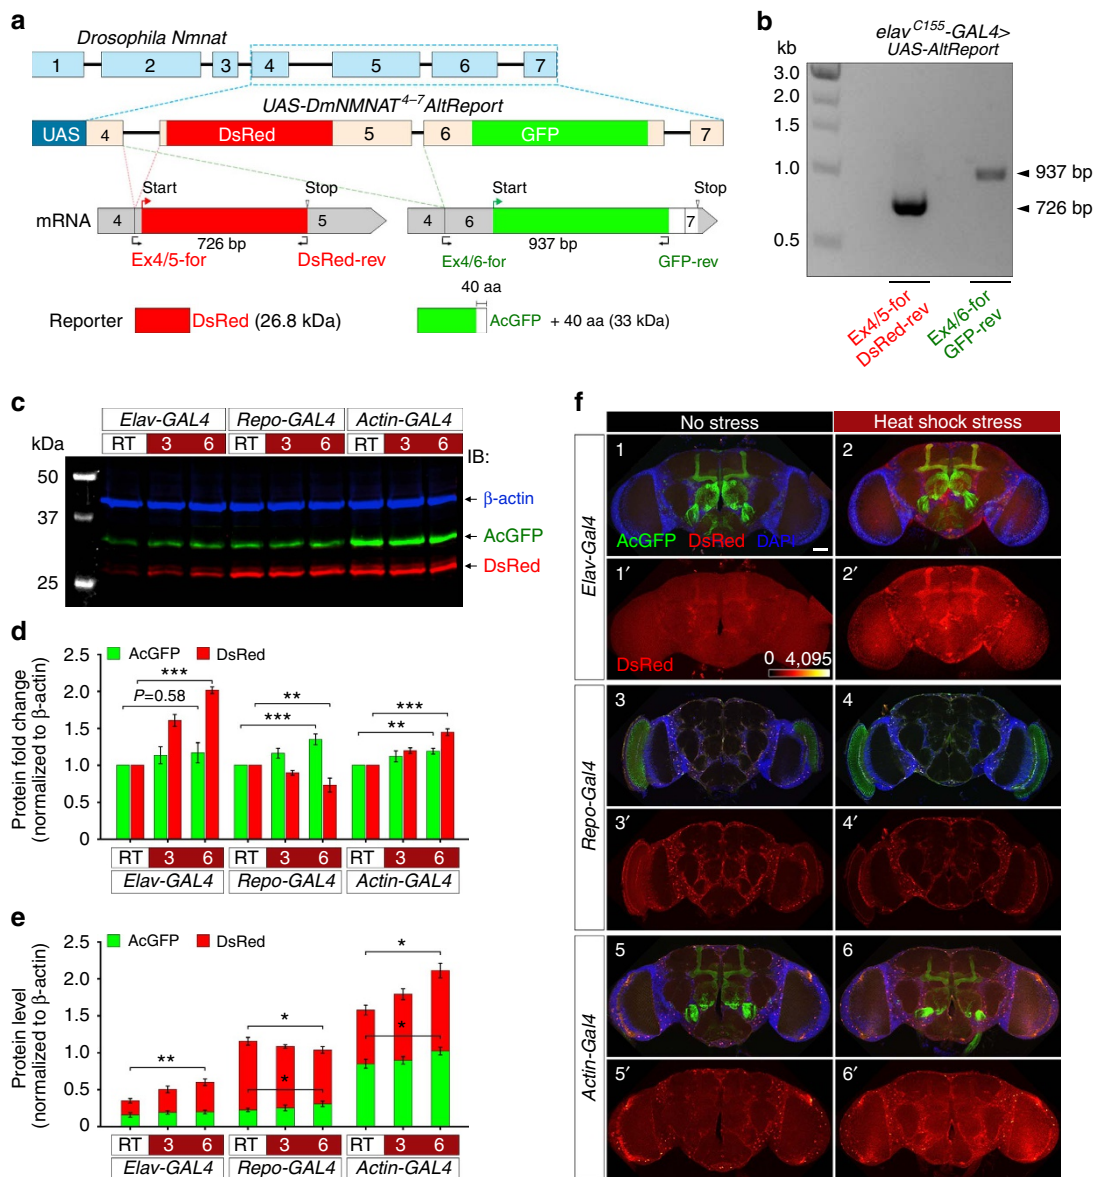 a
Drosophila Nmnat
1 2 3 4 5 6 7
UAS-DmNMNAT4–7AltReport
UAS 4 DsRed 5 6 GFP 7
Start Stop Start Stop
mRNA 4 5 4 6 7
726 bp 937 bp
Ex4/5-for DsRed-rev Ex4/6-for GFP-rev
40 aa
Reporter DsRed (26.8 kDa) AcGFP + 40 aa (33 kDa)
b
elavC155-GAL4>
UAS-AltReport
kb
3.0
2.0
1.5
1.0
0.5
937 bp
726 bp
Ex4/5-for
DsRed-rev
Ex4/6-for
GFP-rev
c
Elav-GAL4 Repo-GAL4 Actin-GAL4
kDa RT 3 6 RT 3 6 RT 3 6
IB:
50
37
25
β-actin
AcGFP
DsRed
d
AcGFP DsRed
Protein fold change
(normalized to β-actin)
2.5
2.0
1.5
1.0
0.5
0
***
P=0.58
**
***
***
**
RT 3 6 RT 3 6 RT 3 6
Elav-GAL4 Repo-GAL4 Actin-GAL4
e
AcGFP DsRed
Protein level
(normalized to β-actin)
2.5
2.0
1.5
1.0
0.5
0
**
*
*
*
*
RT 3 6 RT 3 6 RT 3 6
Elav-GAL4 Repo-GAL4 Actin-GAL4
f
No stress Heat shock stress
Elav-Gal4
1 2
AcGFP DsRed DAPI
1′ 2′
DsRed
0 4,095
Repo-Gal4
3 4
3′ 4′
Actin-Gal4
5 6
5′ 6′